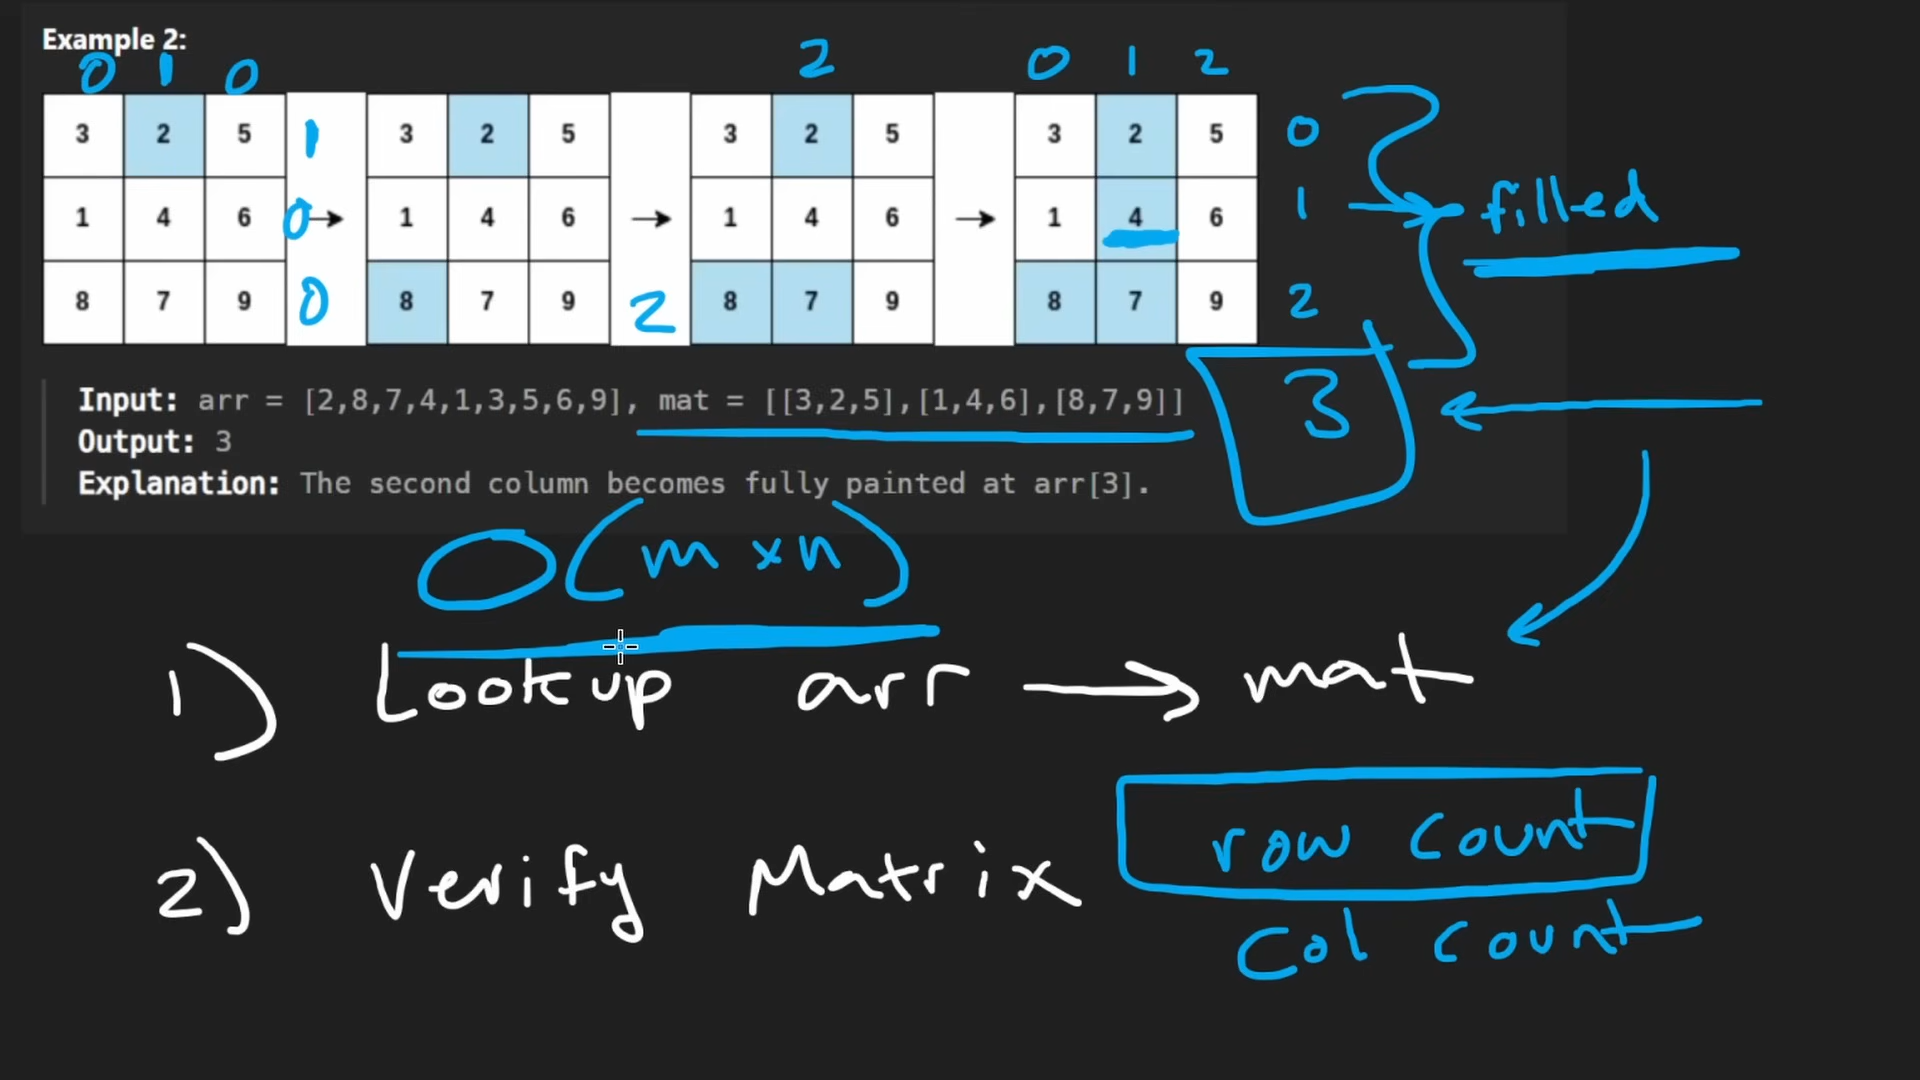 Example 2:
0 1 0 2 0 1 2
3 2 5 1 3 2 5 3 2 5 3 2 5 0
1 4 6 0 → 1 4 6 → 1 4 6 → 1 4 6 1 filled
8 7 9 0 8 7 9 2 8 7 9 8 7 9 2
Input: arr = [2,8,7,4,1,3,5,6,9], mat = [[3,2,5],[1,4,6],[8,7,9]] 3
Output: 3
Explanation: The second column becomes fully painted at arr[3].
O(m x n)
1) Lookup arr → mat
row count
2) Verify Matrix
Col count